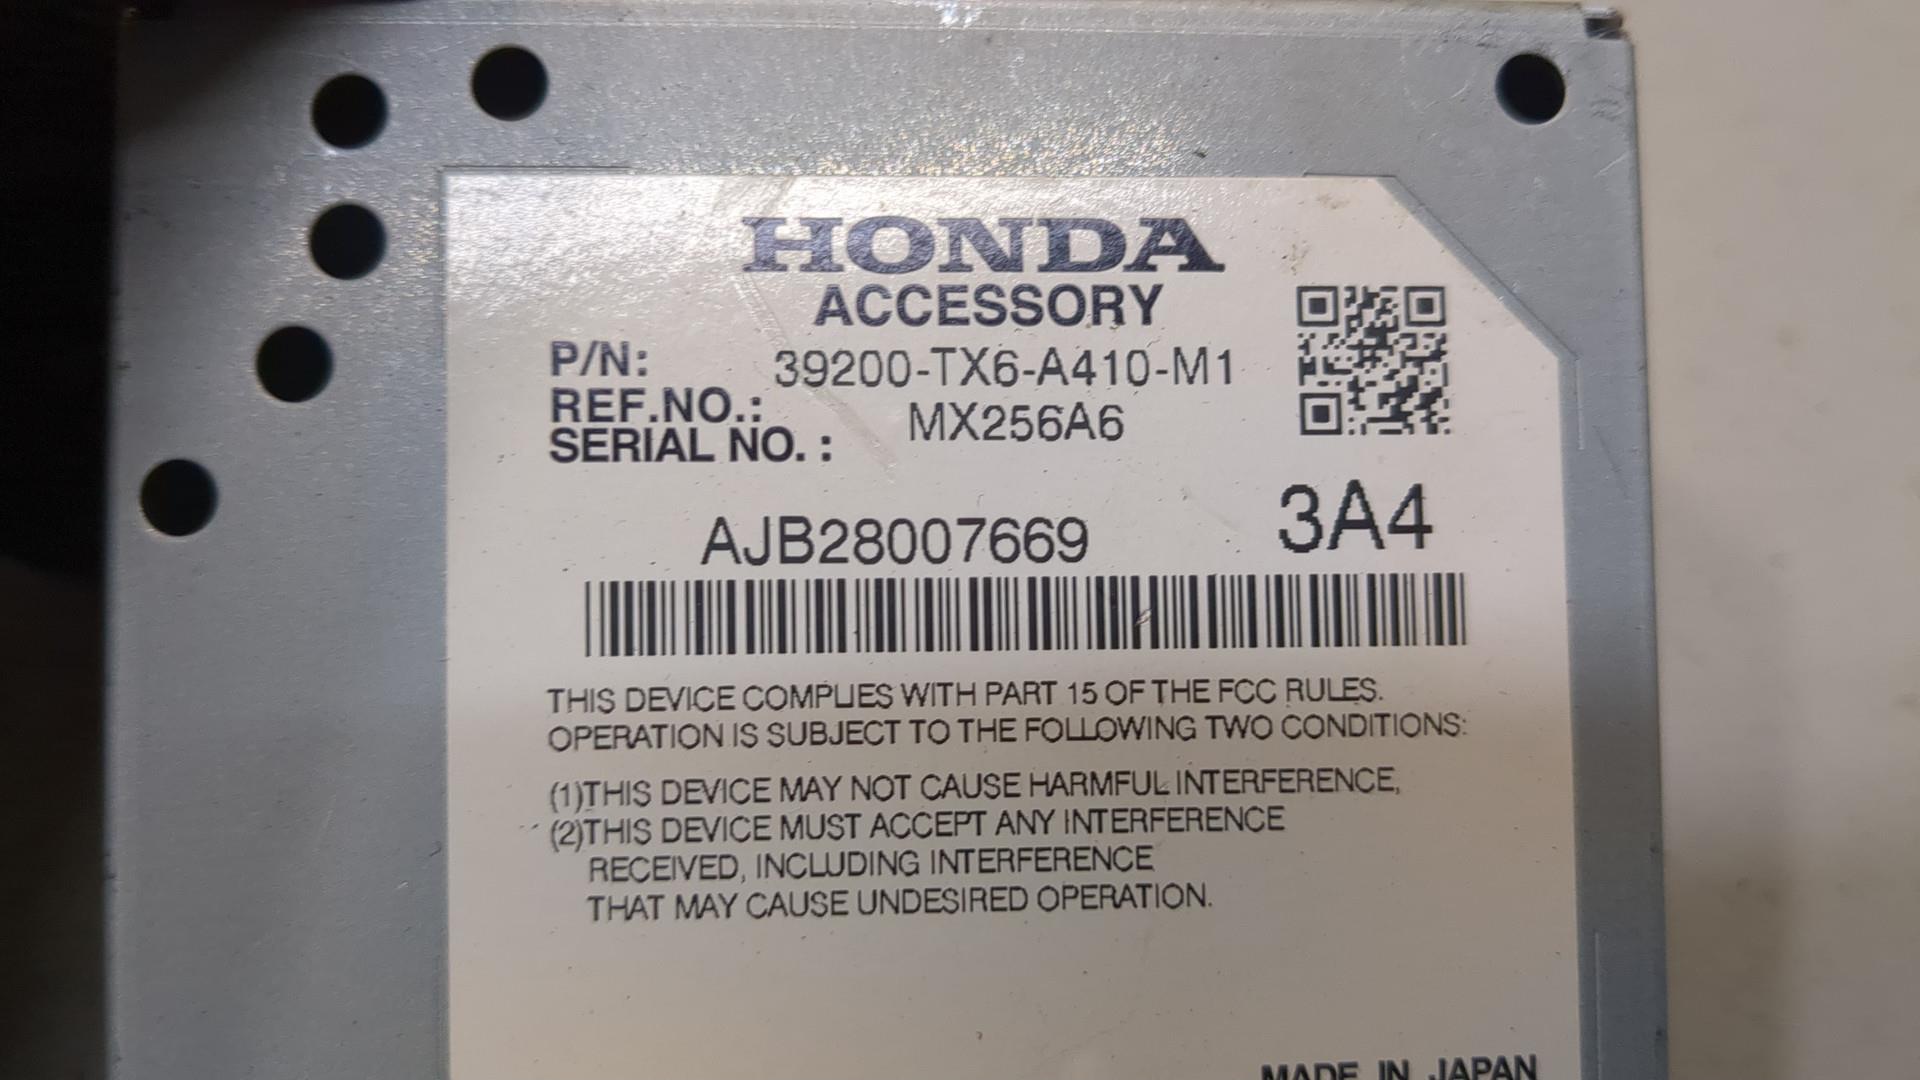 HONDA
ACCESSORY
P/N: 39200-TX6-A410-M1
REF.NO.: MX256A6
SERIAL NO. :
AJB28007669 3A4
THIS DEVICE COMPLIES WITH PART 15 OF THE FCC RULES.
OPERATION IS SUBJECT TO THE FOLLOWING TWO CONDITIONS:
(1)THIS DEVICE MAY NOT CAUSE HARMFUL INTERFERENCE,
(2)THIS DEVICE MUST ACCEPT ANY INTERFERENCE
RECEIVED, INCLUDING INTERFERENCE
THAT MAY CAUSE UNDESIRED OPERATION.
MADE IN JAPAN